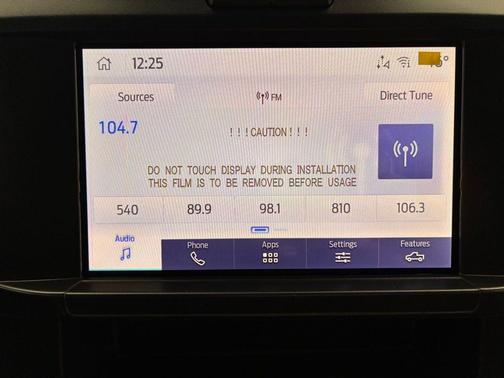 12:25
Sources
FM
Direct Tune
104.7
!!!CAUTION!!!
DO NOT TOUCH DISPLAY DURING INSTALLATION
THIS FILM IS TO BE REMOVED BEFORE USAGE
540 89.9 98.1 810 106.3
Audio Phone Apps Settings Features